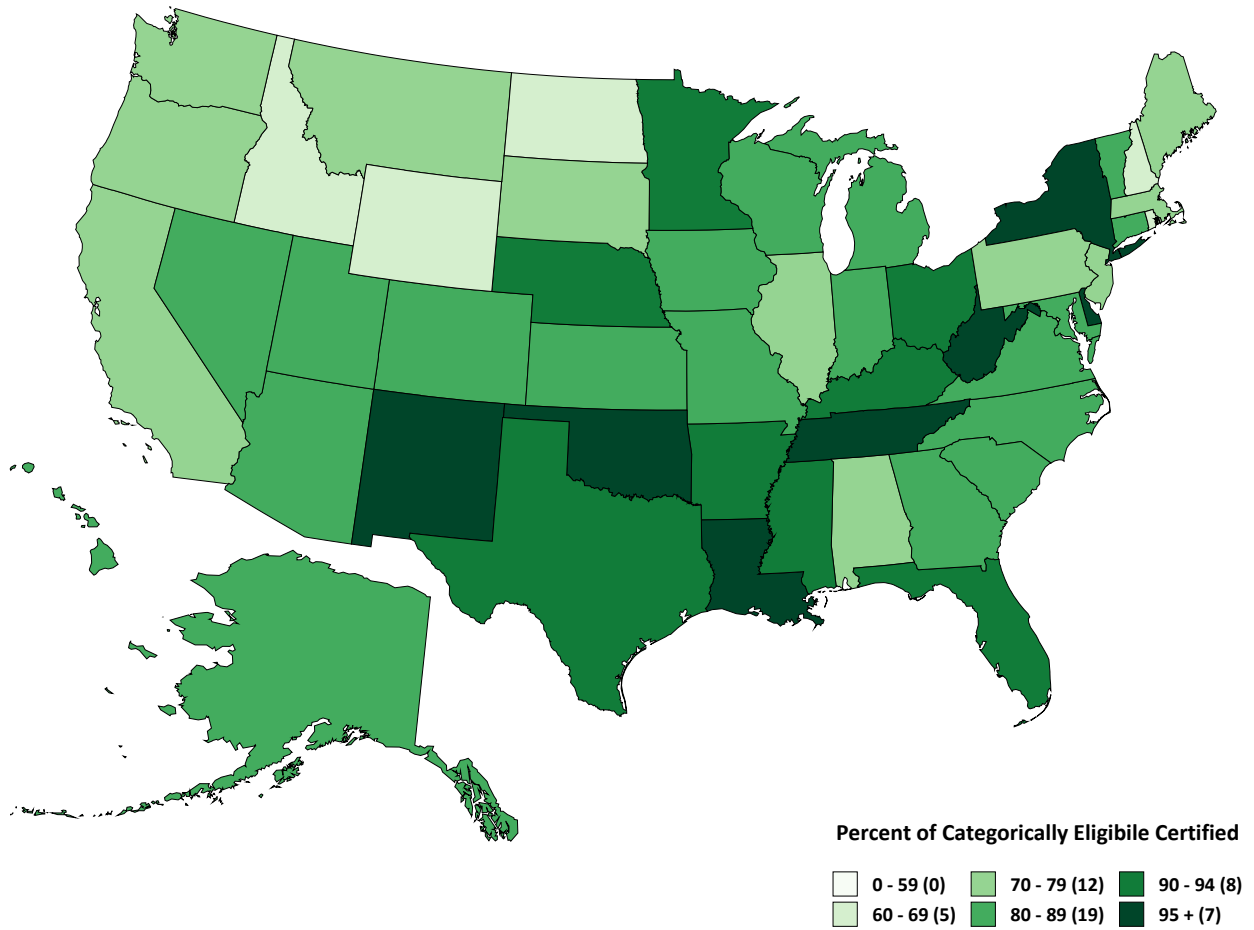 Percent of Categorically Eligibile Certified
0 - 59 (0) 70 - 79 (12) 90 - 94 (8)
60 - 69 (5) 80 - 89 (19) 95 + (7)